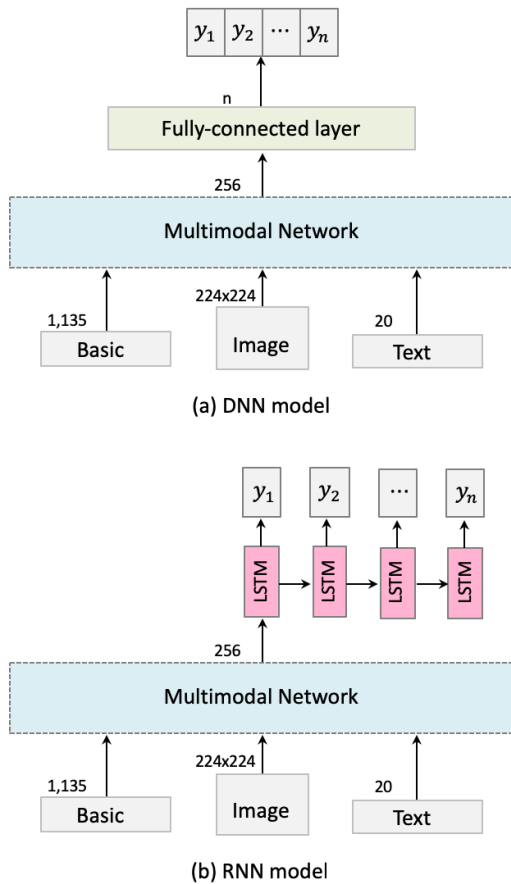 y₁ y₂ ⋯ yₙ
n
Fully-connected layer
256
Multimodal Network
1,135 224x224 20
Basic Image Text
(a) DNN model
y₁ y₂ ⋯ yₙ
LSTM LSTM LSTM LSTM
256
Multimodal Network
1,135 224x224 20
Basic Image Text
(b) RNN model